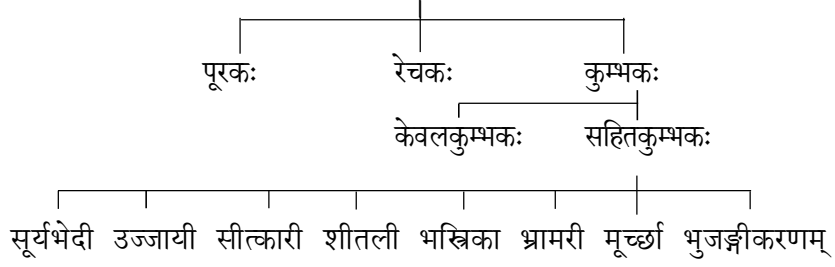 पूरकः रेचकः कुम्भकः
केवलकुम्भकः सहितकुम्भकः
सूर्यभेदी उज्जायी सीत्कारी शीतली भस्त्रिका भ्रामरी मूर्च्छा भुजङ्गीकरणम्